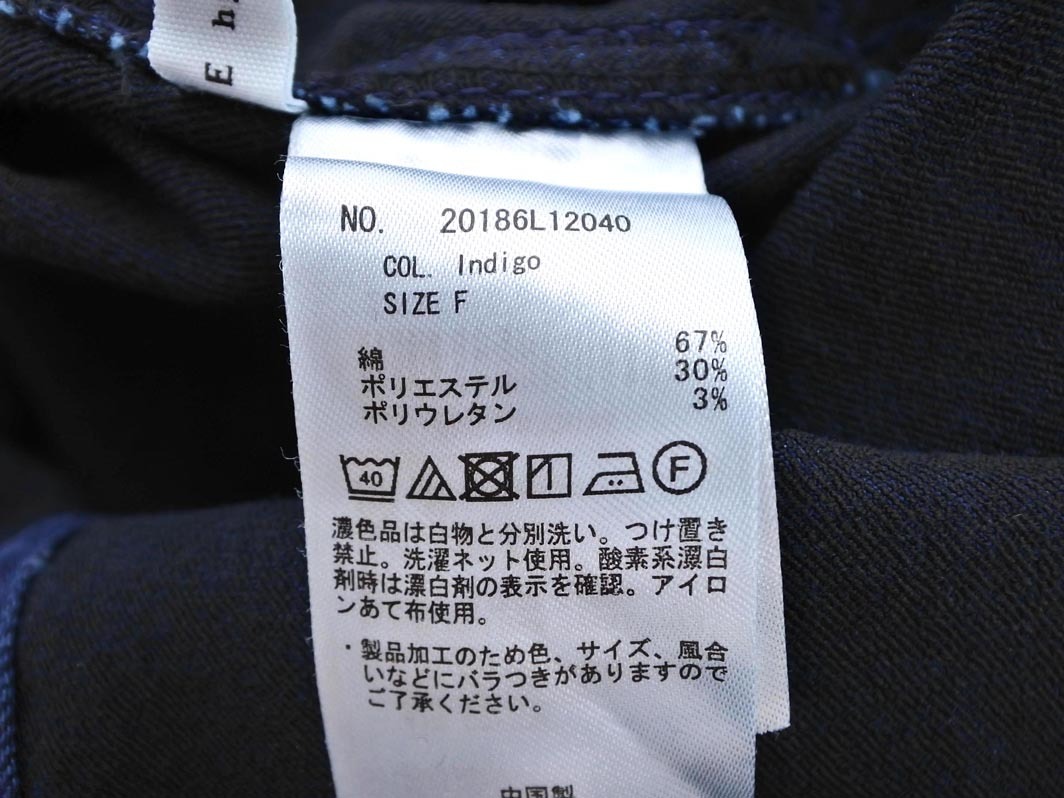 E h
NO. 20186L12040
COL. Indigo
SIZE F
綿 67%
ポリエステル 30%
ポリウレタン 3%
40 F
濃色品は白物と分別洗い。つけ置き
禁止。洗濯ネット使用。酸素系漂白
剤時は漂白剤の表示を確認。アイロ
ンあて布使用。
・製品加工のため色、サイズ、風合
いなどにバラつきがありますので
ご了承ください。
中国製